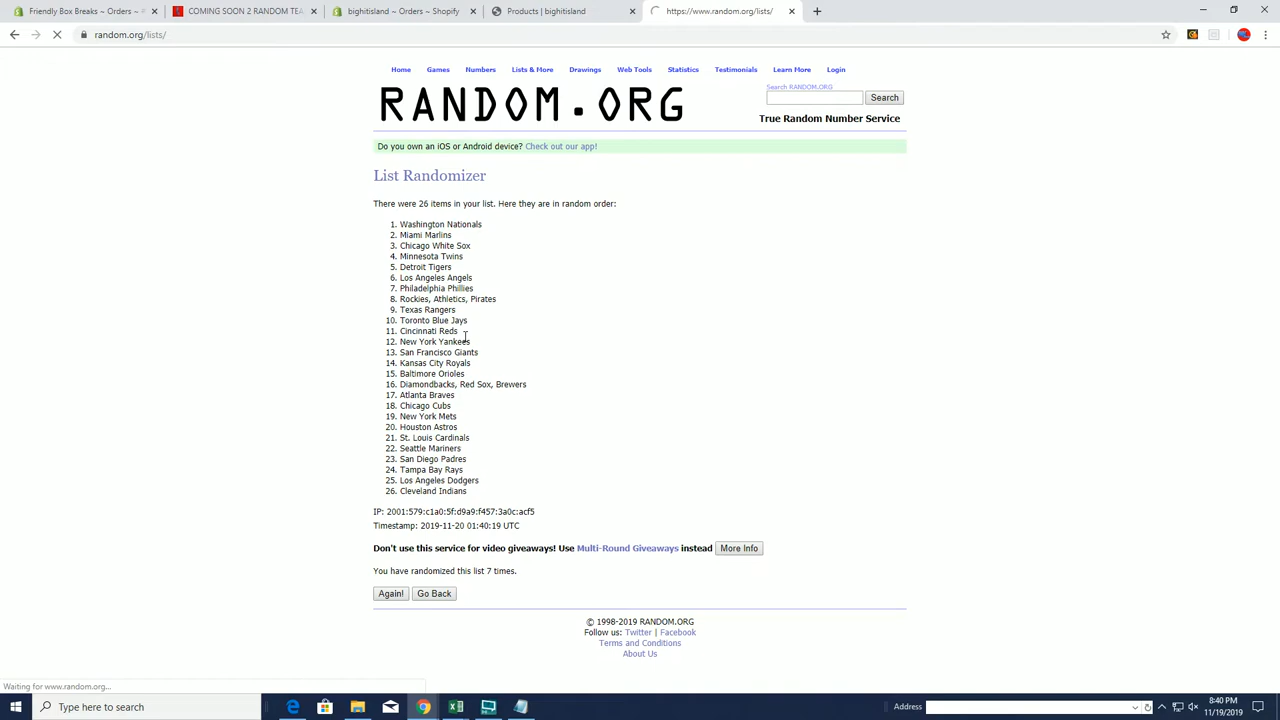 Friendly Box Breaks – Orders ~ S
COMING SOON 2 RANDOM TEA
bighitsisners ~ Shopify
bigh
https://www.random.org/lists/
random.org/lists/
Home Games Numbers Lists & More Drawings Web Tools Statistics Testimonials Learn More Login
RANDOM.ORG
Search RANDOM.ORG
Search
True Random Number Service
Do you own an iOS or Android device? Check out our app!
List Randomizer
There were 26 items in your list. Here they are in random order:
1. Washington Nationals
2. Miami Marlins
3. Chicago White Sox
4. Minnesota Twins
5. Detroit Tigers
6. Los Angeles Angels
7. Philadelphia Phillies
8. Rockies, Athletics, Pirates
9. Texas Rangers
10. Toronto Blue Jays
11. Cincinnati Reds
12. New York Yankees
13. San Francisco Giants
14. Kansas City Royals
15. Baltimore Orioles
16. Diamondbacks, Red Sox, Brewers
17. Atlanta Braves
18. Chicago Cubs
19. New York Mets
20. Houston Astros
21. St. Louis Cardinals
22. Seattle Mariners
23. San Diego Padres
24. Tampa Bay Rays
25. Los Angeles Dodgers
26. Cleveland Indians
IP: 2001:579:c1a0:5f:d9a9:f457:3a0c:acf5
Timestamp: 2019-11-20 01:40:19 UTC
Don't use this service for video giveaways! Use Multi-Round Giveaways instead More Info
You have randomized this list 7 times.
Again! Go Back
© 1998-2019 RANDOM.ORG
Follow us: Twitter | Facebook
Terms and Conditions
About Us
Waiting for www.random.org...
Type here to search
Address
8:40 PM
11/19/2019